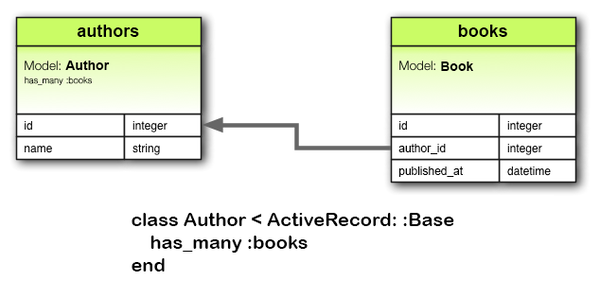 authors
Model: Author
has_many :books
id integer
name string
books
Model: Book
id integer
author_id integer
published_at datetime
class Author < ActiveRecord: :Base
has_many :books
end